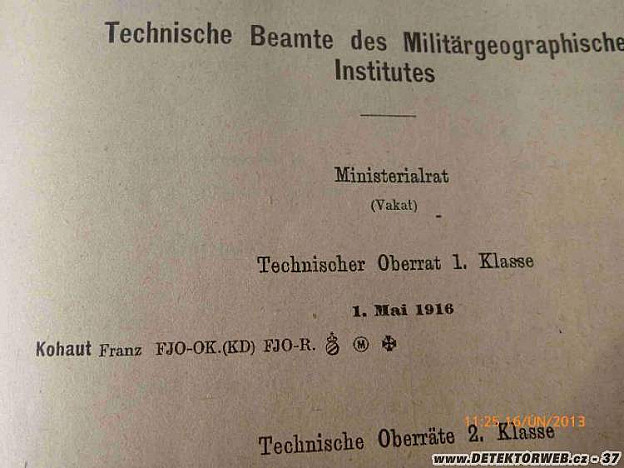 Technische Beamte des Militärgeographische
Institutes
Ministerialrat
(Vakat)
Technischer Oberrat 1. Klasse
1. Mai 1916
Kohaut Franz FJO-OK.(KD) FJO-R. Ⓜ ✠
Technische Oberräte 2. Klasse
11:25 16/ÚN/2013
www.DETEKTORWEB.cz - 37